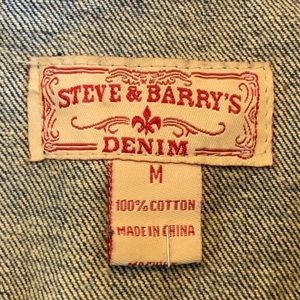 STEVE & BARRY'S
DENIM
M
100% COTTON
MADE IN CHINA